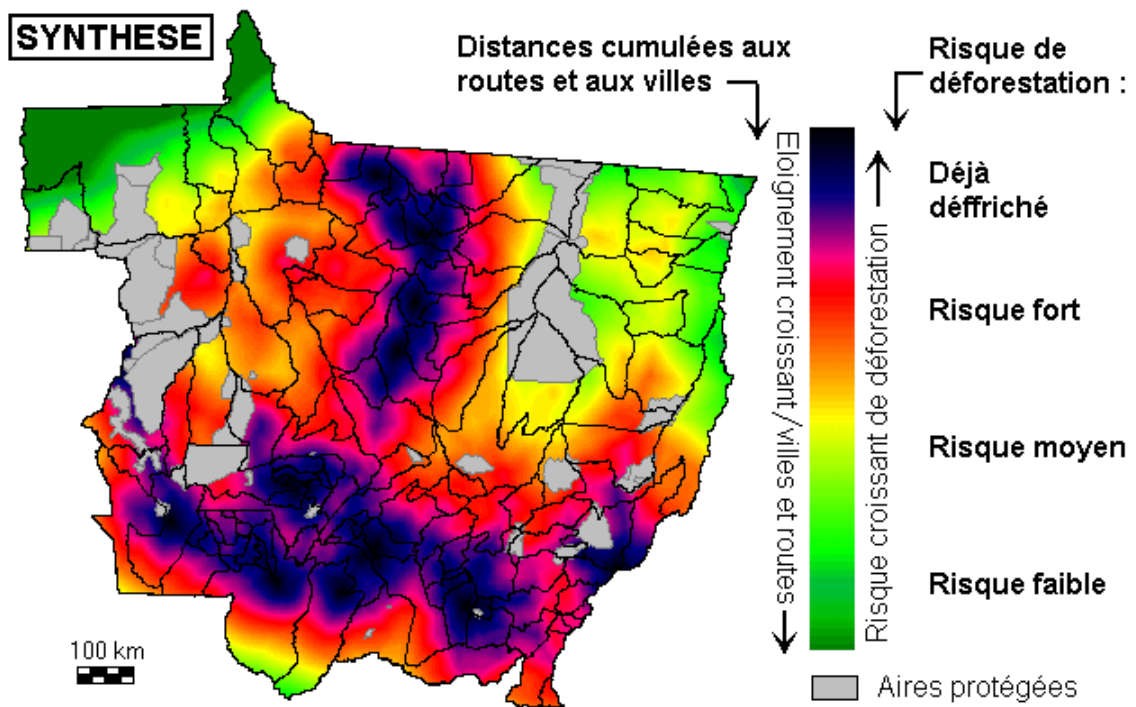 SYNTHESE
Distances cumulées aux
routes et aux villes
Risque de
déforestation :
Eloignement croissant/villes et routes
Risque croissant de déforestation
Déjà
déffriché
Risque fort
Risque moyen
Risque faible
100 km
Aires protégées